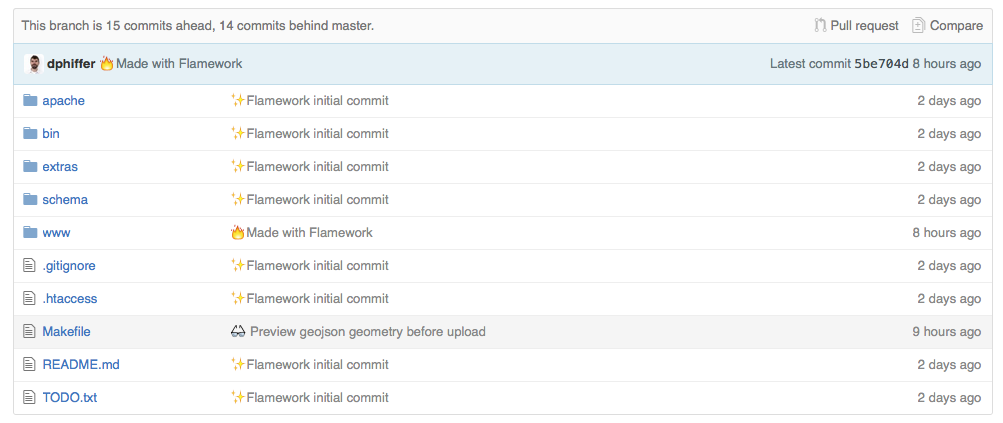 This branch is 15 commits ahead, 14 commits behind master. Pull request Compare
dphiffer 🔥Made with Flamework Latest commit 5be704d 8 hours ago
apache ✨Flamework initial commit 2 days ago
bin ✨Flamework initial commit 2 days ago
extras ✨Flamework initial commit 2 days ago
schema ✨Flamework initial commit 2 days ago
www 🔥Made with Flamework 8 hours ago
.gitignore ✨Flamework initial commit 2 days ago
.htaccess ✨Flamework initial commit 2 days ago
Makefile 👓 Preview geojson geometry before upload 9 hours ago
README.md ✨Flamework initial commit 2 days ago
TODO.txt ✨Flamework initial commit 2 days ago